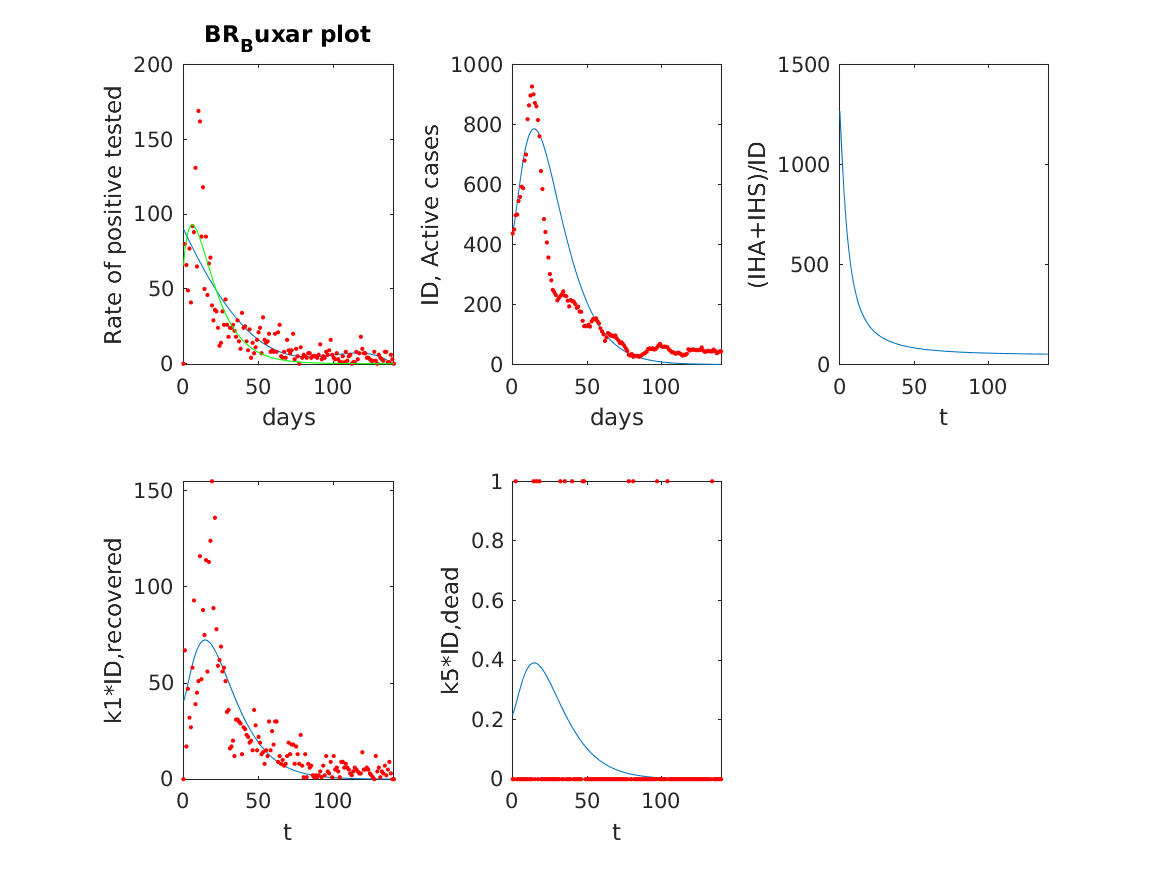 BR_Buxar plot
200
150
100
50
0
Rate of positive tested
0 50 100
days
1000
800
600
400
200
0
ID, Active cases
0 50 100
days
1500
1000
500
0
(IHA+IHS)/ID
0 50 100
t
150
100
50
0
k1*ID,recovered
0 50 100
t
1
0.8
0.6
0.4
0.2
0
k5*ID,dead
0 50 100
t